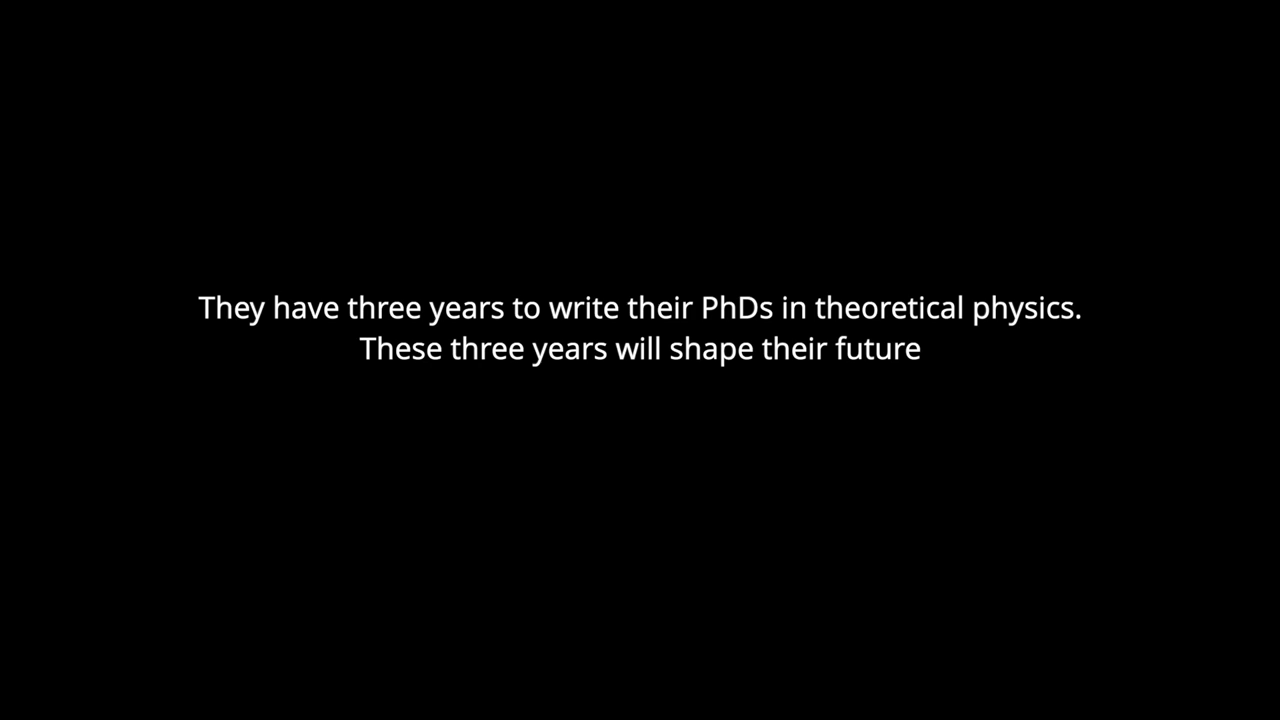 They have three years to write their PhDs in theoretical physics.
These three years will shape their future